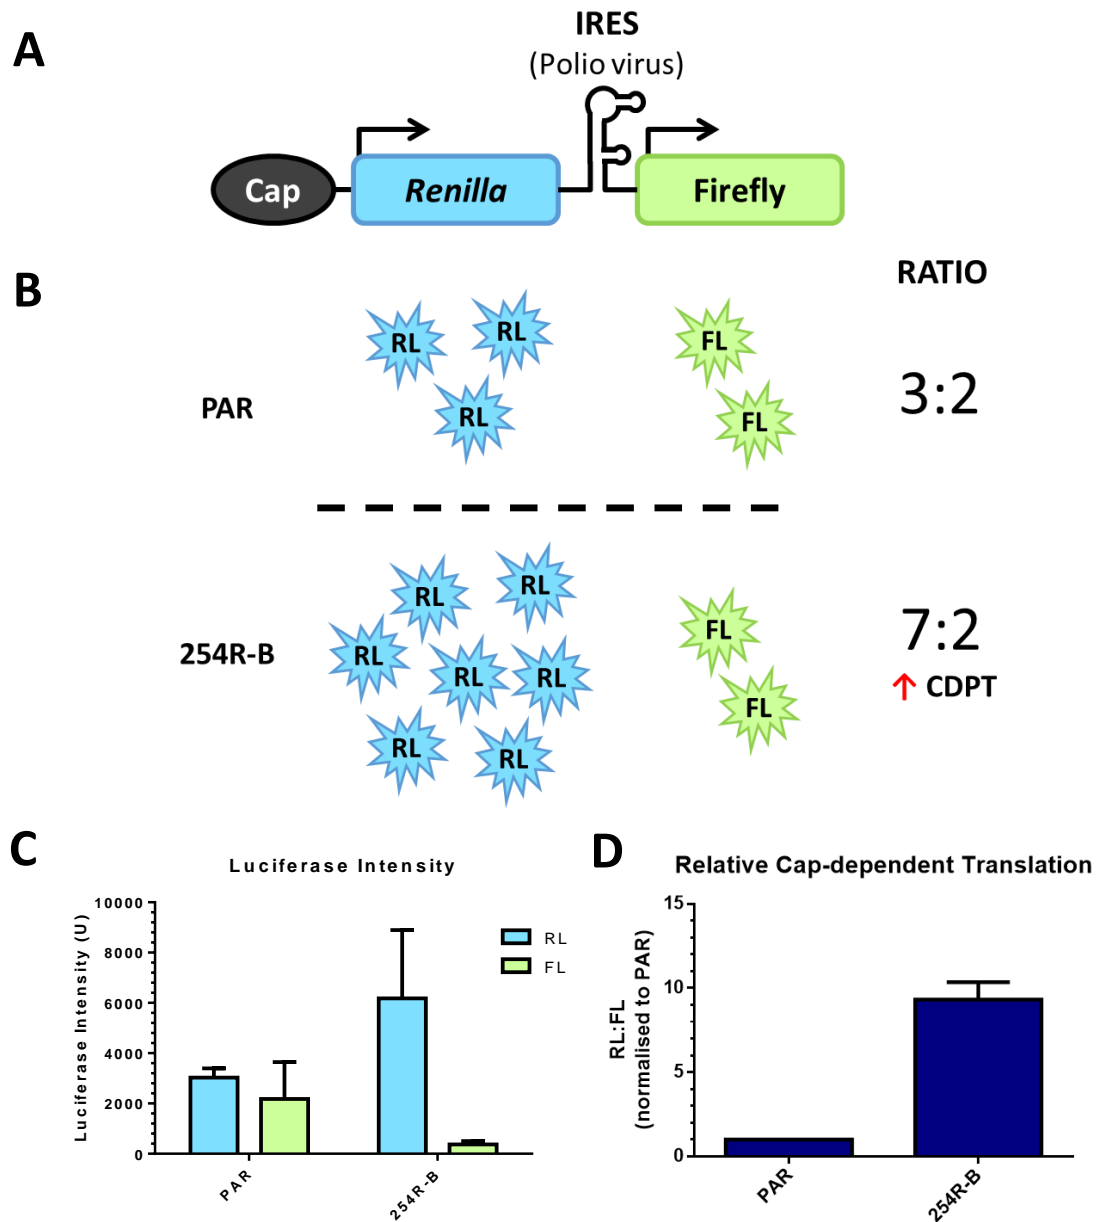 A
IRES
(Polio virus)
Cap
Renilla
Firefly
B
RATIO
PAR
RL
RL
RL
FL
FL
3:2
254R-B
RL
RL
RL
RL
RL
RL
RL
FL
FL
7:2
↑ CDPT
C
Luciferase Intensity
Luciferase Intensity (U)
10000
8000
6000
4000
2000
0
RL
FL
PAR
254R-B
D
Relative Cap-dependent Translation
RL:FL
(normalised to PAR)
15
10
5
0
PAR
254R-B